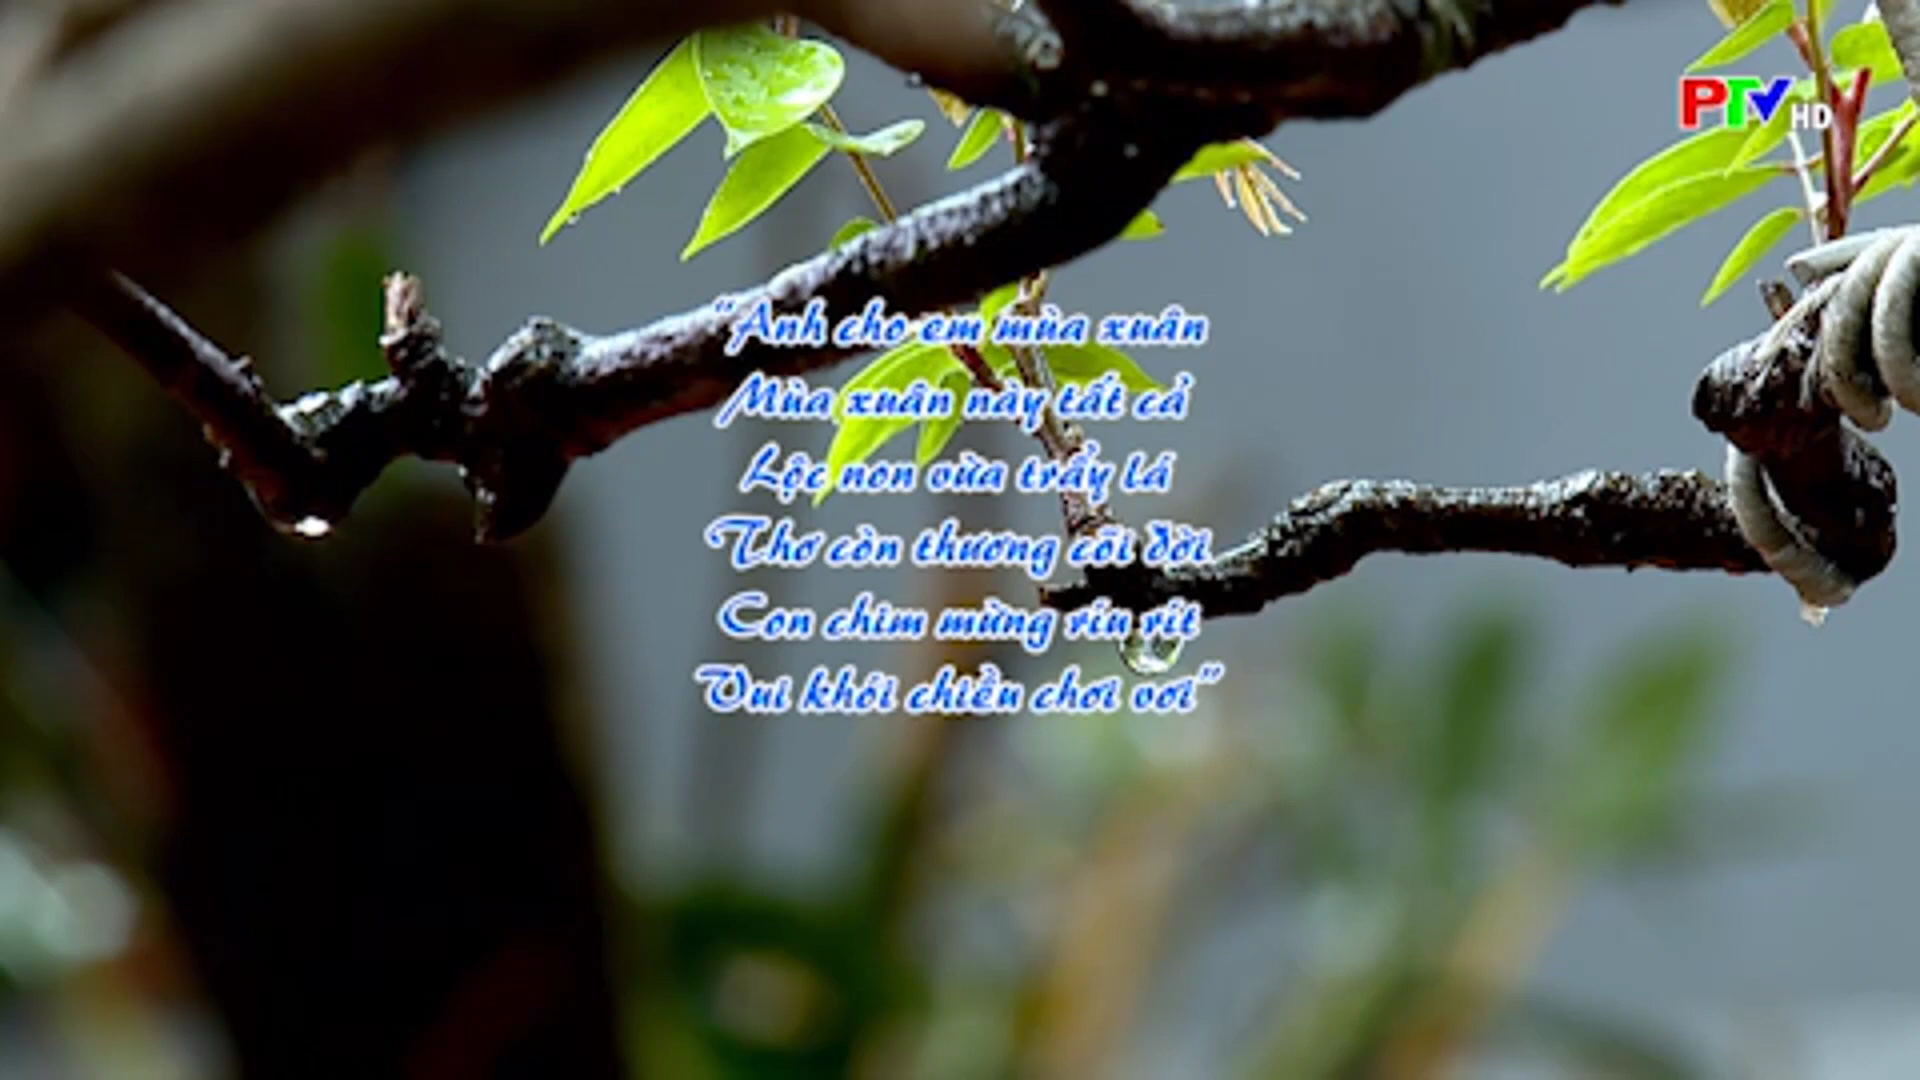 PTV HD
"Anh cho em mùa xuân
Mùa xuân này tất cả
Lộc non vừa trẩy lá
Thơ còn thương cõi đời
Con chim mừng ríu rít
Vui khói chiều chơi vơi"